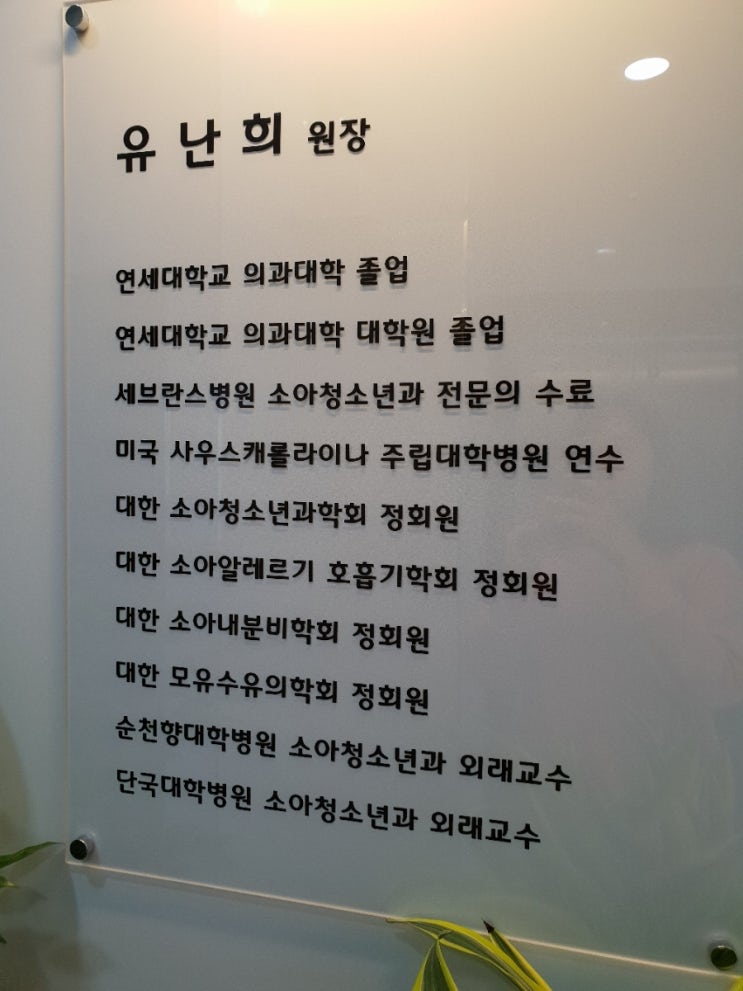 유난희 원장
연세대학교 의과대학 졸업
연세대학교 의과대학 대학원 졸업
세브란스병원 소아청소년과 전문의 수료
미국 사우스캐롤라이나 주립대학병원 연수
대한 소아청소년과학회 정회원
대한 소아알레르기 호흡기학회 정회원
대한 소아내분비학회 정회원
대한 모유수유의학회 정회원
순천향대학병원 소아청소년과 외래교수
단국대학병원 소아청소년과 외래교수